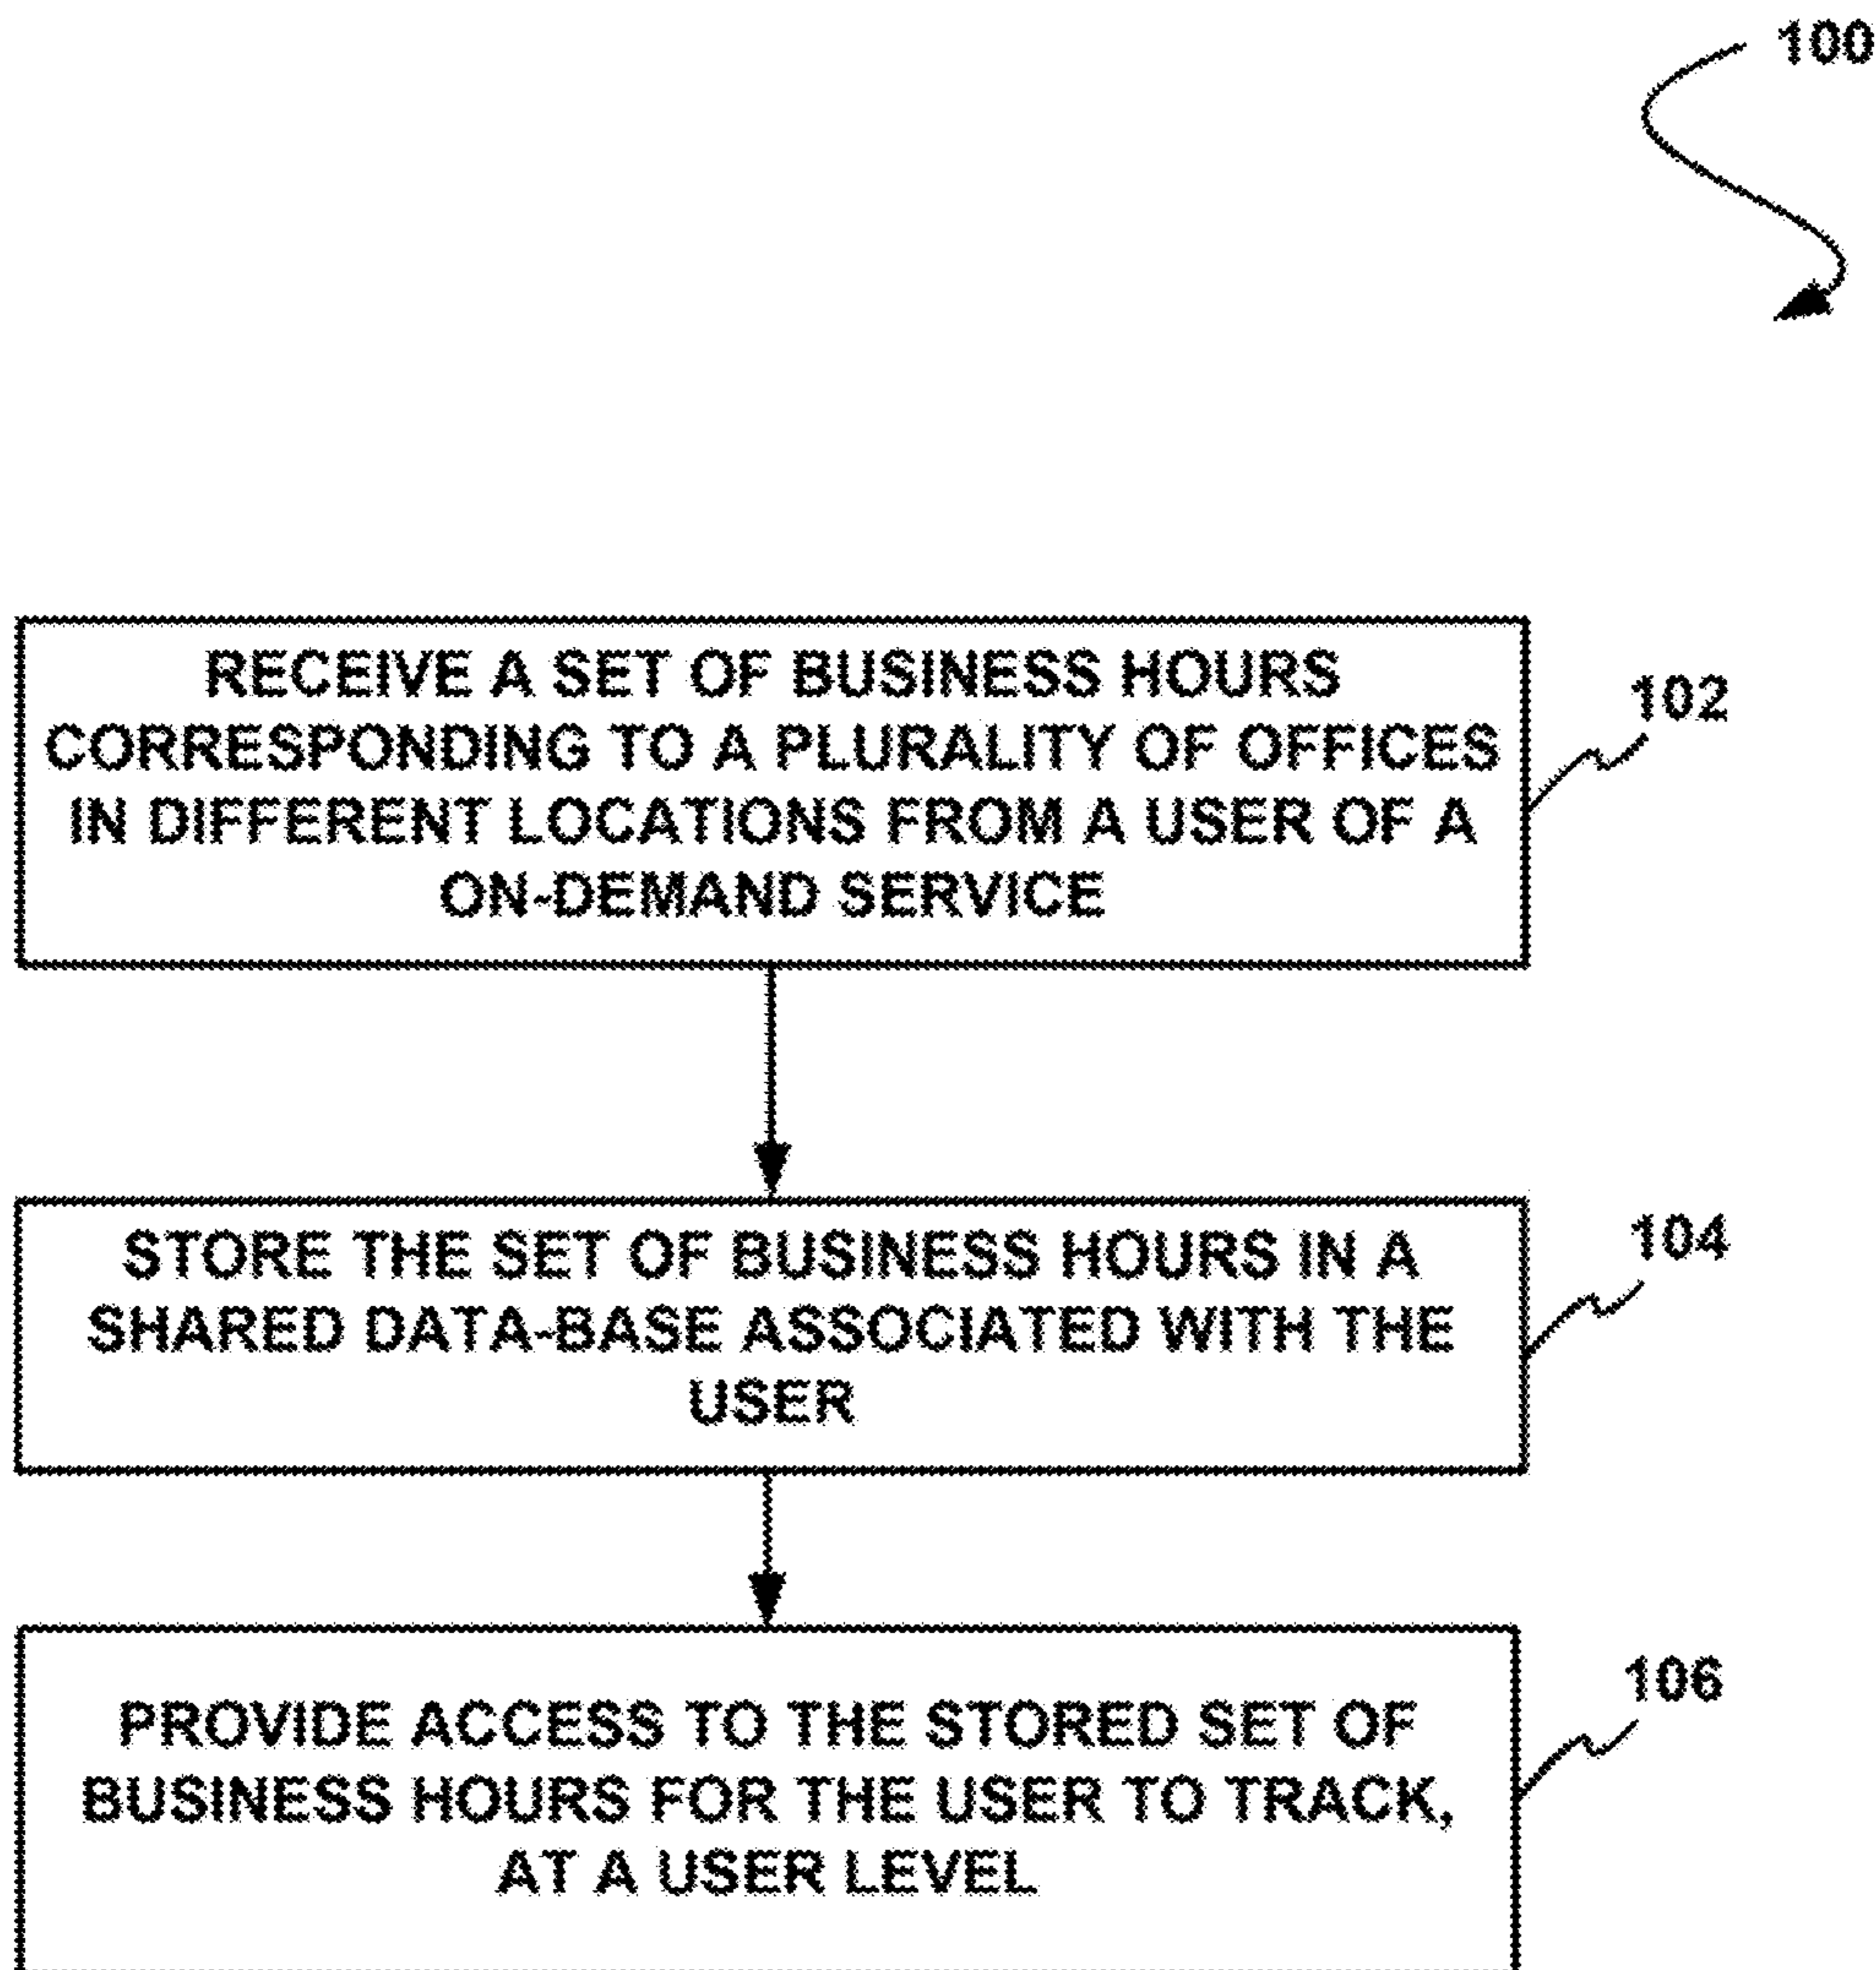 100
RECEIVE A SET OF BUSINESS HOURS
CORRESPONDING TO A PLURALITY OF OFFICES
IN DIFFERENT LOCATIONS FROM A USER OF A
ON-DEMAND SERVICE
102
STORE THE SET OF BUSINESS HOURS IN A
SHARED DATA-BASE ASSOCIATED WITH THE
USER
104
PROVIDE ACCESS TO THE STORED SET OF
BUSINESS HOURS FOR THE USER TO TRACK,
AT A USER LEVEL
106